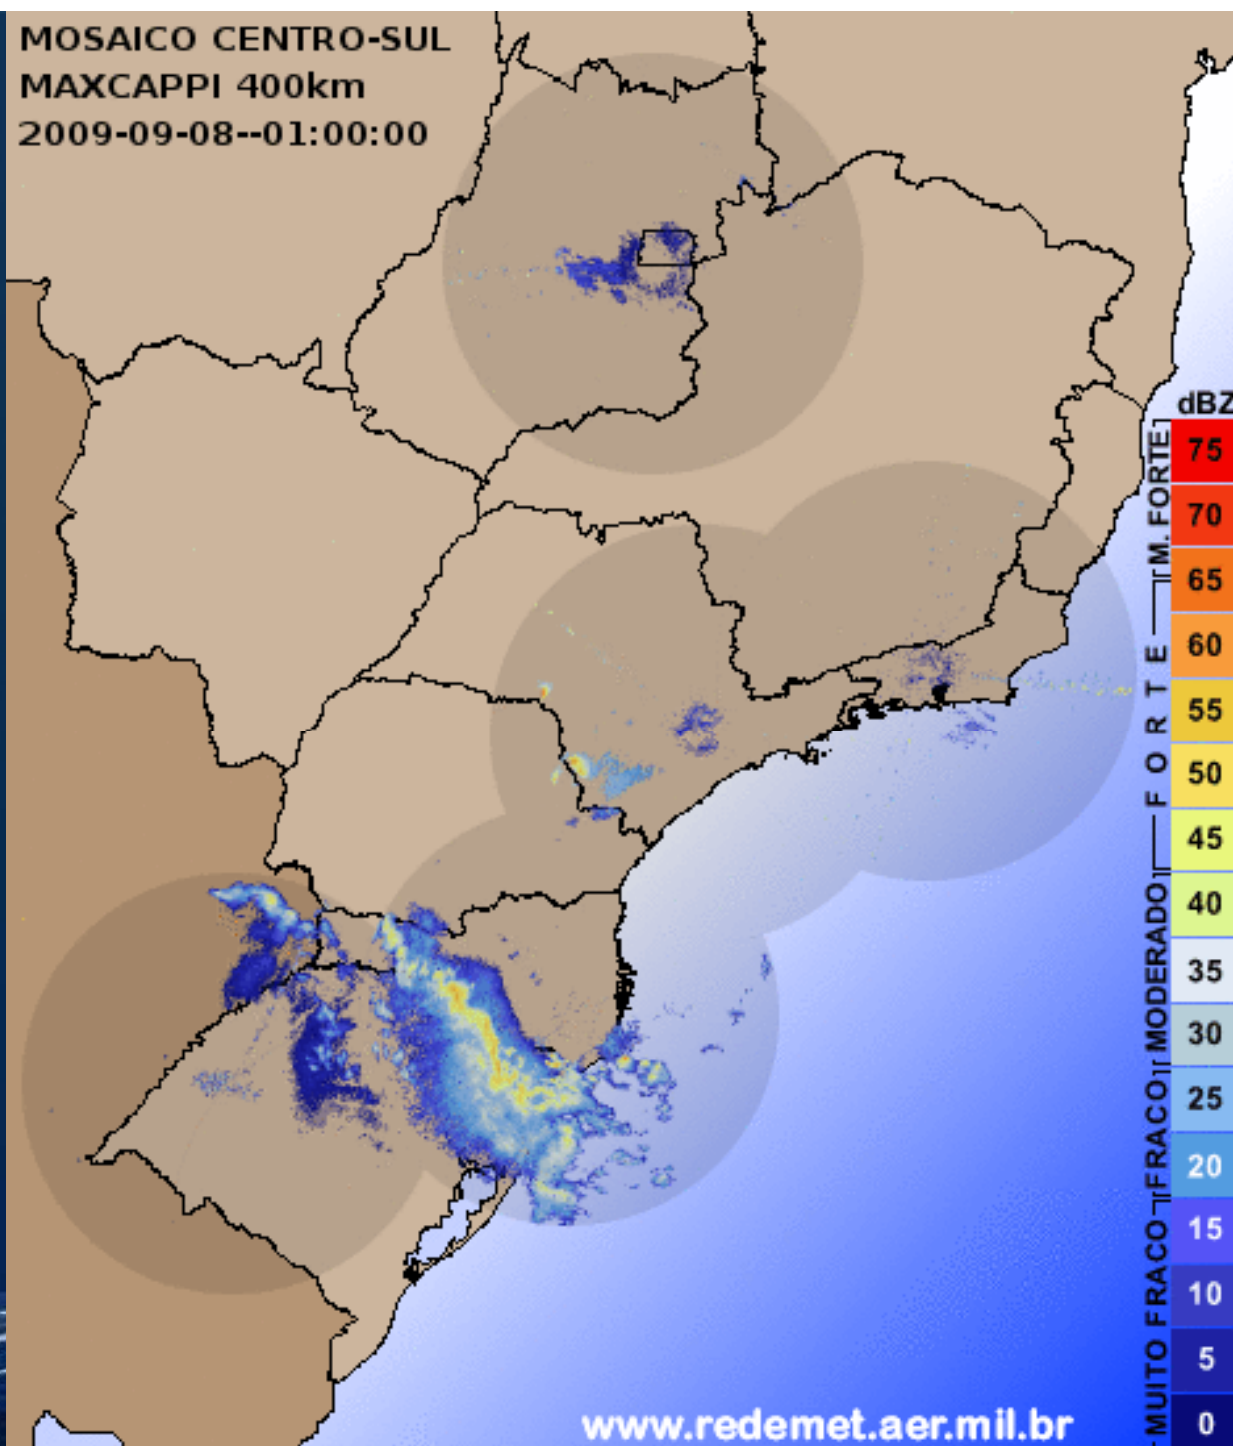 MOSAICO CENTRO-SUL
MAXCAPPI 400km
2009-09-08--01:00:00
dBZ
75
70
65
60
55
50
45
40
35
30
25
20
15
10
5
0
M. FORTE
FORTE
MODERADO
FRACO
MUITO FRACO
www.redemet.aer.mil.br